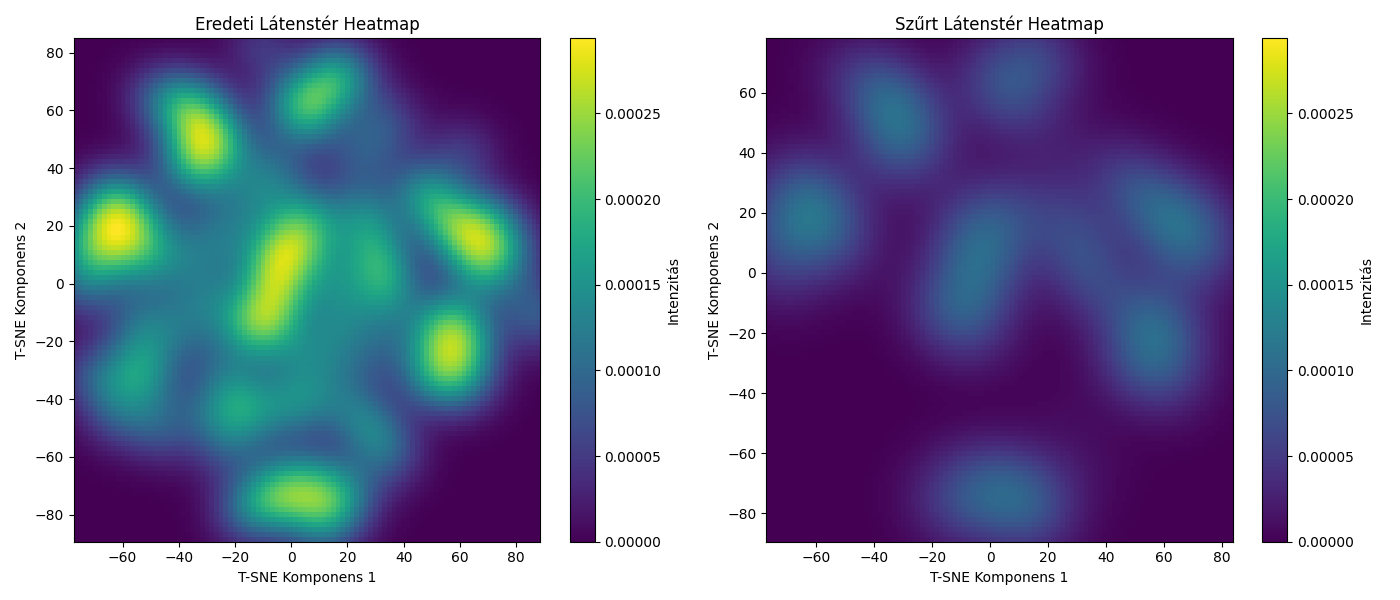 Eredeti Látenstér Heatmap
80
60
40
20
0
−20
−40
−60
−80
T-SNE Komponens 2
−60 −40 −20 0 20 40 60 80
T-SNE Komponens 1
0.00025
0.00020
0.00015
0.00010
0.00005
0.00000
Intenzitás
Szűrt Látenstér Heatmap
60
40
20
0
−20
−40
−60
−80
T-SNE Komponens 2
−60 −40 −20 0 20 40 60 80
T-SNE Komponens 1
0.00025
0.00020
0.00015
0.00010
0.00005
0.00000
Intenzitás